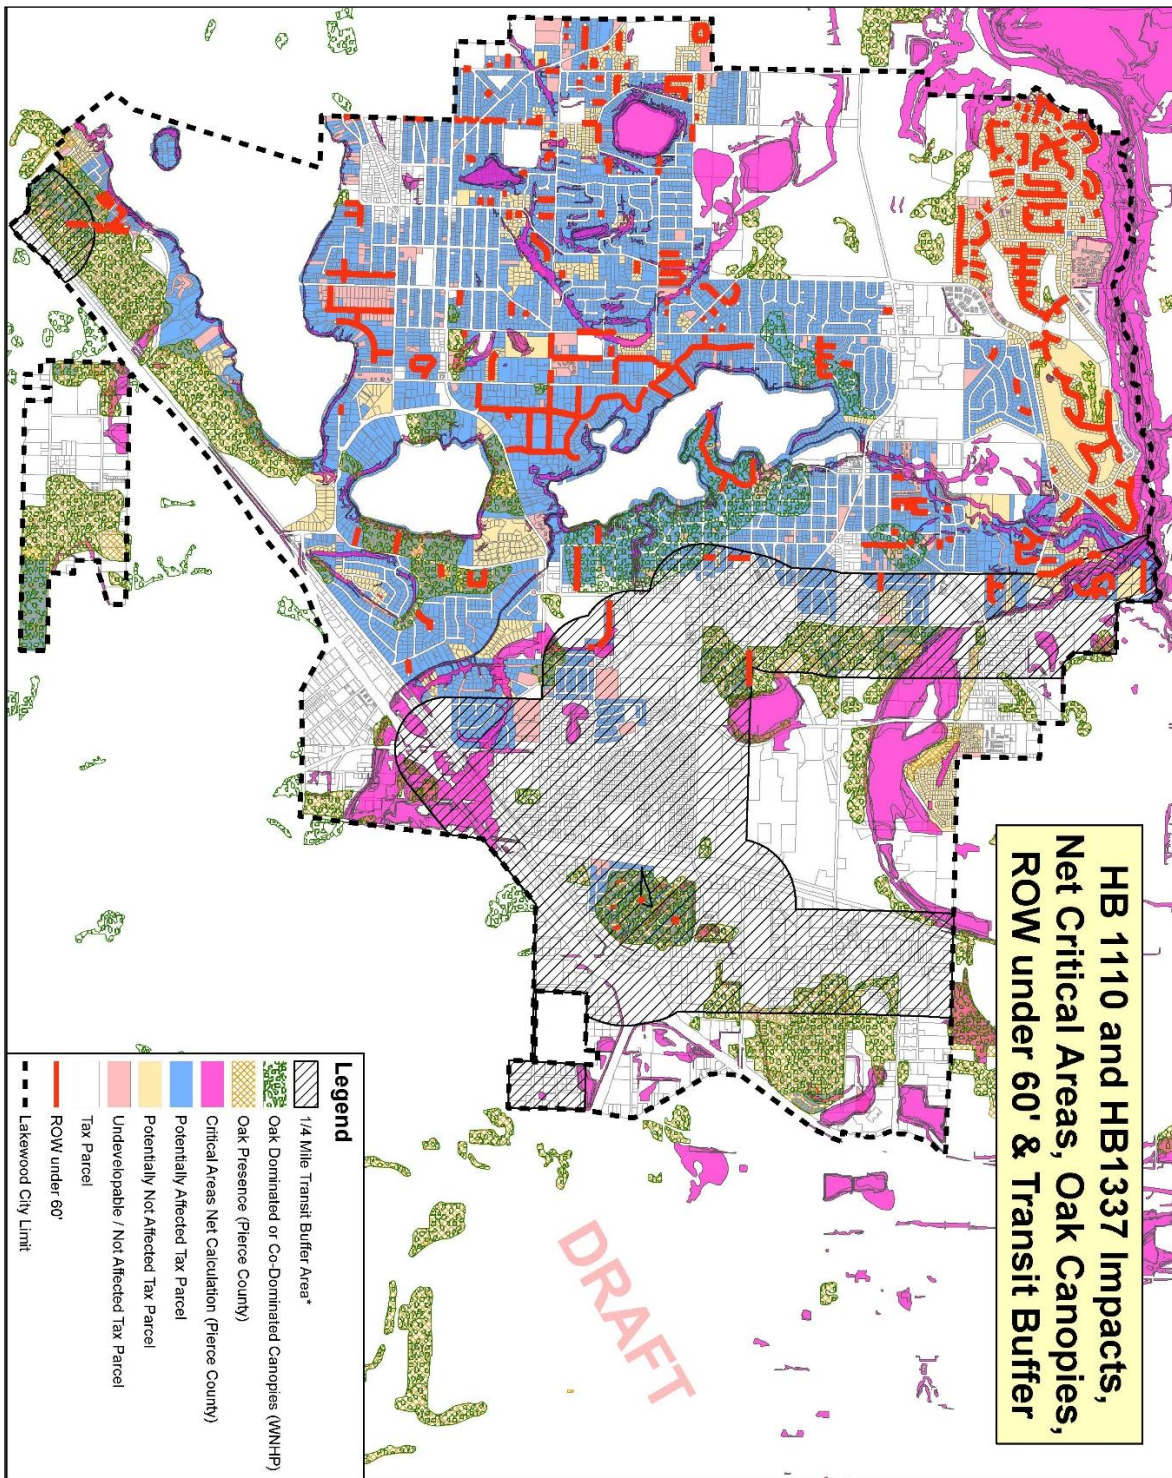 HB 1110 and HB1337 Impacts,
Net Critical Areas, Oak Canopies,
ROW under 60' & Transit Buffer
DRAFT
Legend
1/4 Mile Transit Buffer Area*
Oak Dominated or Co-Dominated Canopies (WNHP)
Oak Presence (Pierce County)
Critical Areas Net Calculation (Pierce County)
Potentially Affected Tax Parcel
Potentially Not Affected Tax Parcel
Undevelopable / Not Affected Tax Parcel
Tax Parcel
ROW under 60'
Lakewood City Limit